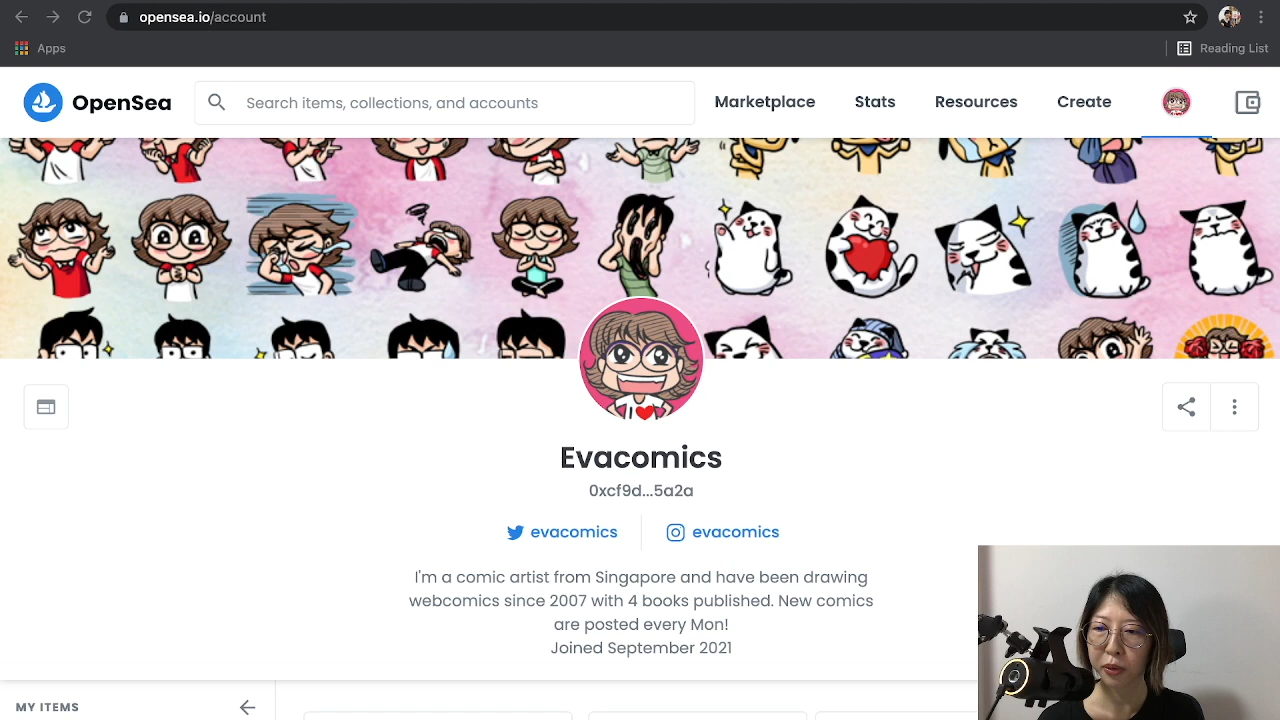 opensea.io/account
Apps
Reading List
OpenSea
Search items, collections, and accounts
Marketplace
Stats
Resources
Create
Evacomics
0xcf9d...5a2a
evacomics
evacomics
I'm a comic artist from Singapore and have been drawing
webcomics since 2007 with 4 books published. New comics
are posted every Mon!
Joined September 2021
MY ITEMS